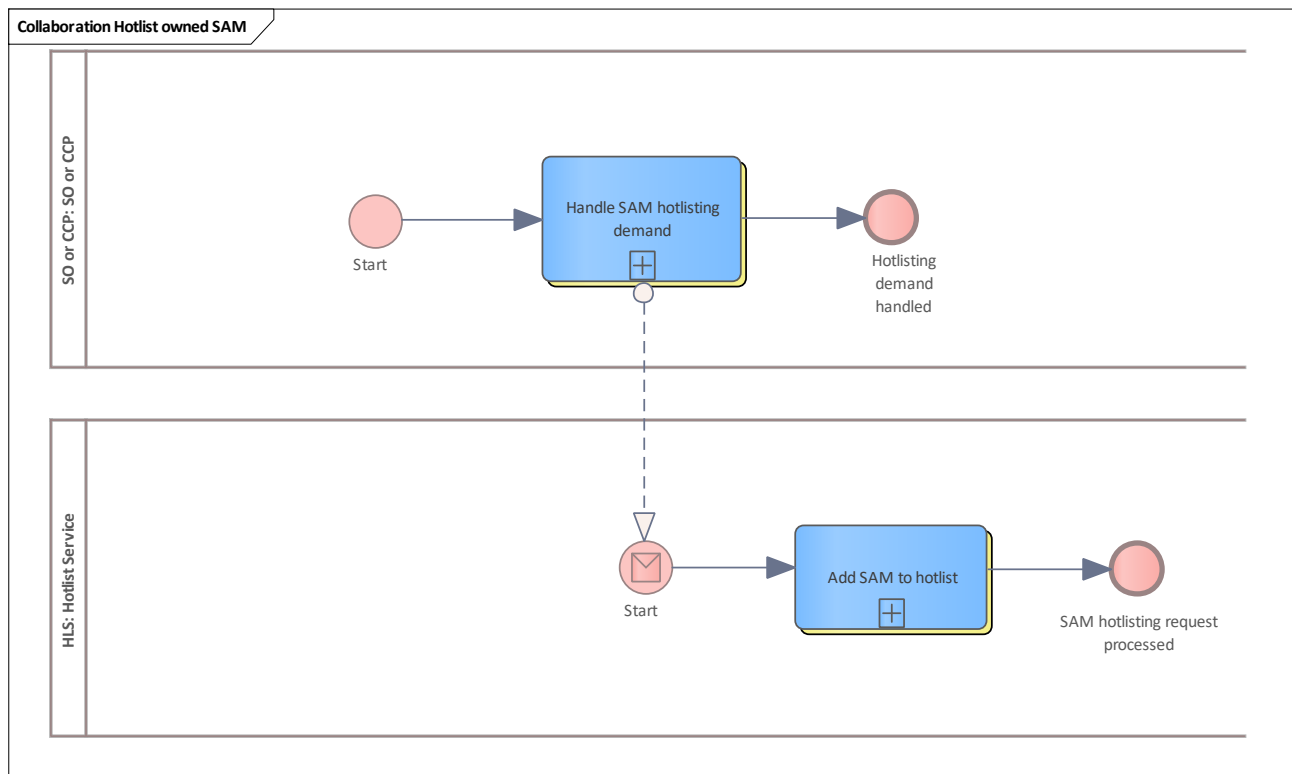 Collaboration Hotlist owned SAM
SO or CCP: SO or CCP
Start
Handle SAM hotlisting
demand
Hotlisting
demand
handled
HLS: Hotlist Service
Start
Add SAM to hotlist
SAM hotlisting request
processed